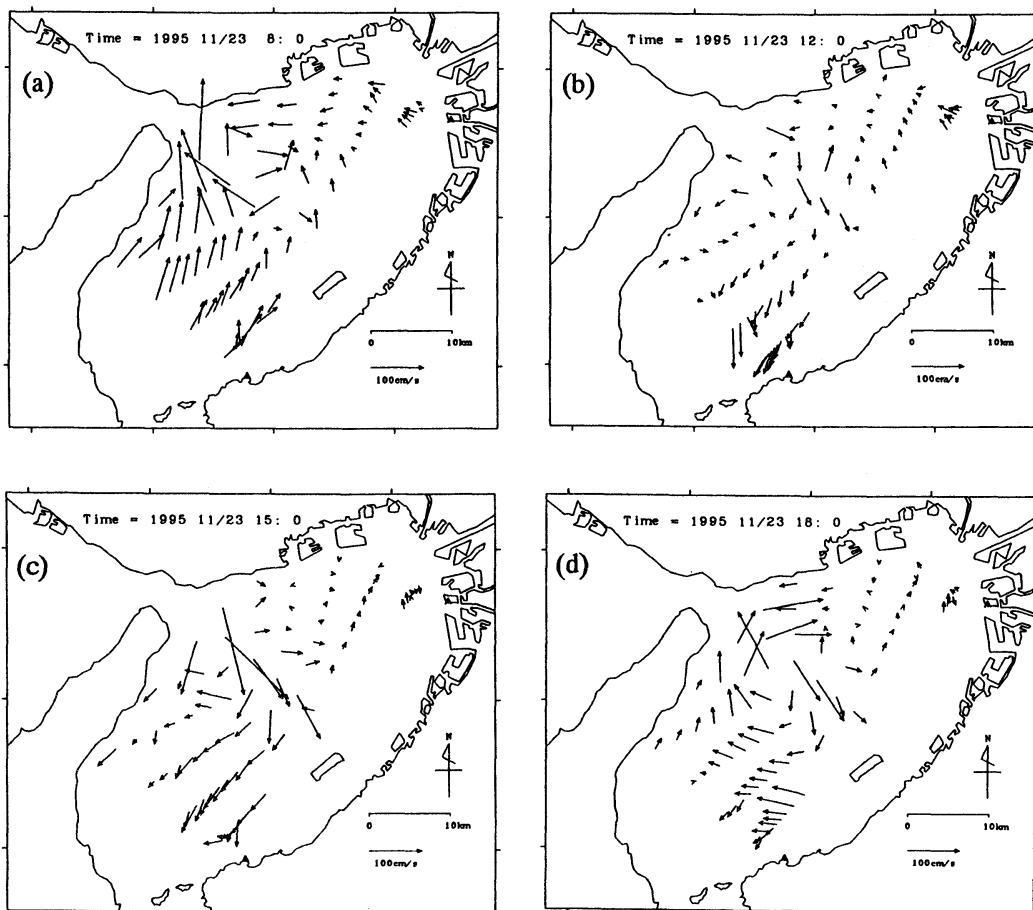 Time = 1995 11/23 8: 0
(a)
N
0 10km
100cm/s
Time = 1995 11/23 12: 0
(b)
N
0 10km
100cm/s
Time = 1995 11/23 15: 0
(c)
N
0 10km
100cm/s
Time = 1995 11/23 18: 0
(d)
N
0 10km
100cm/s